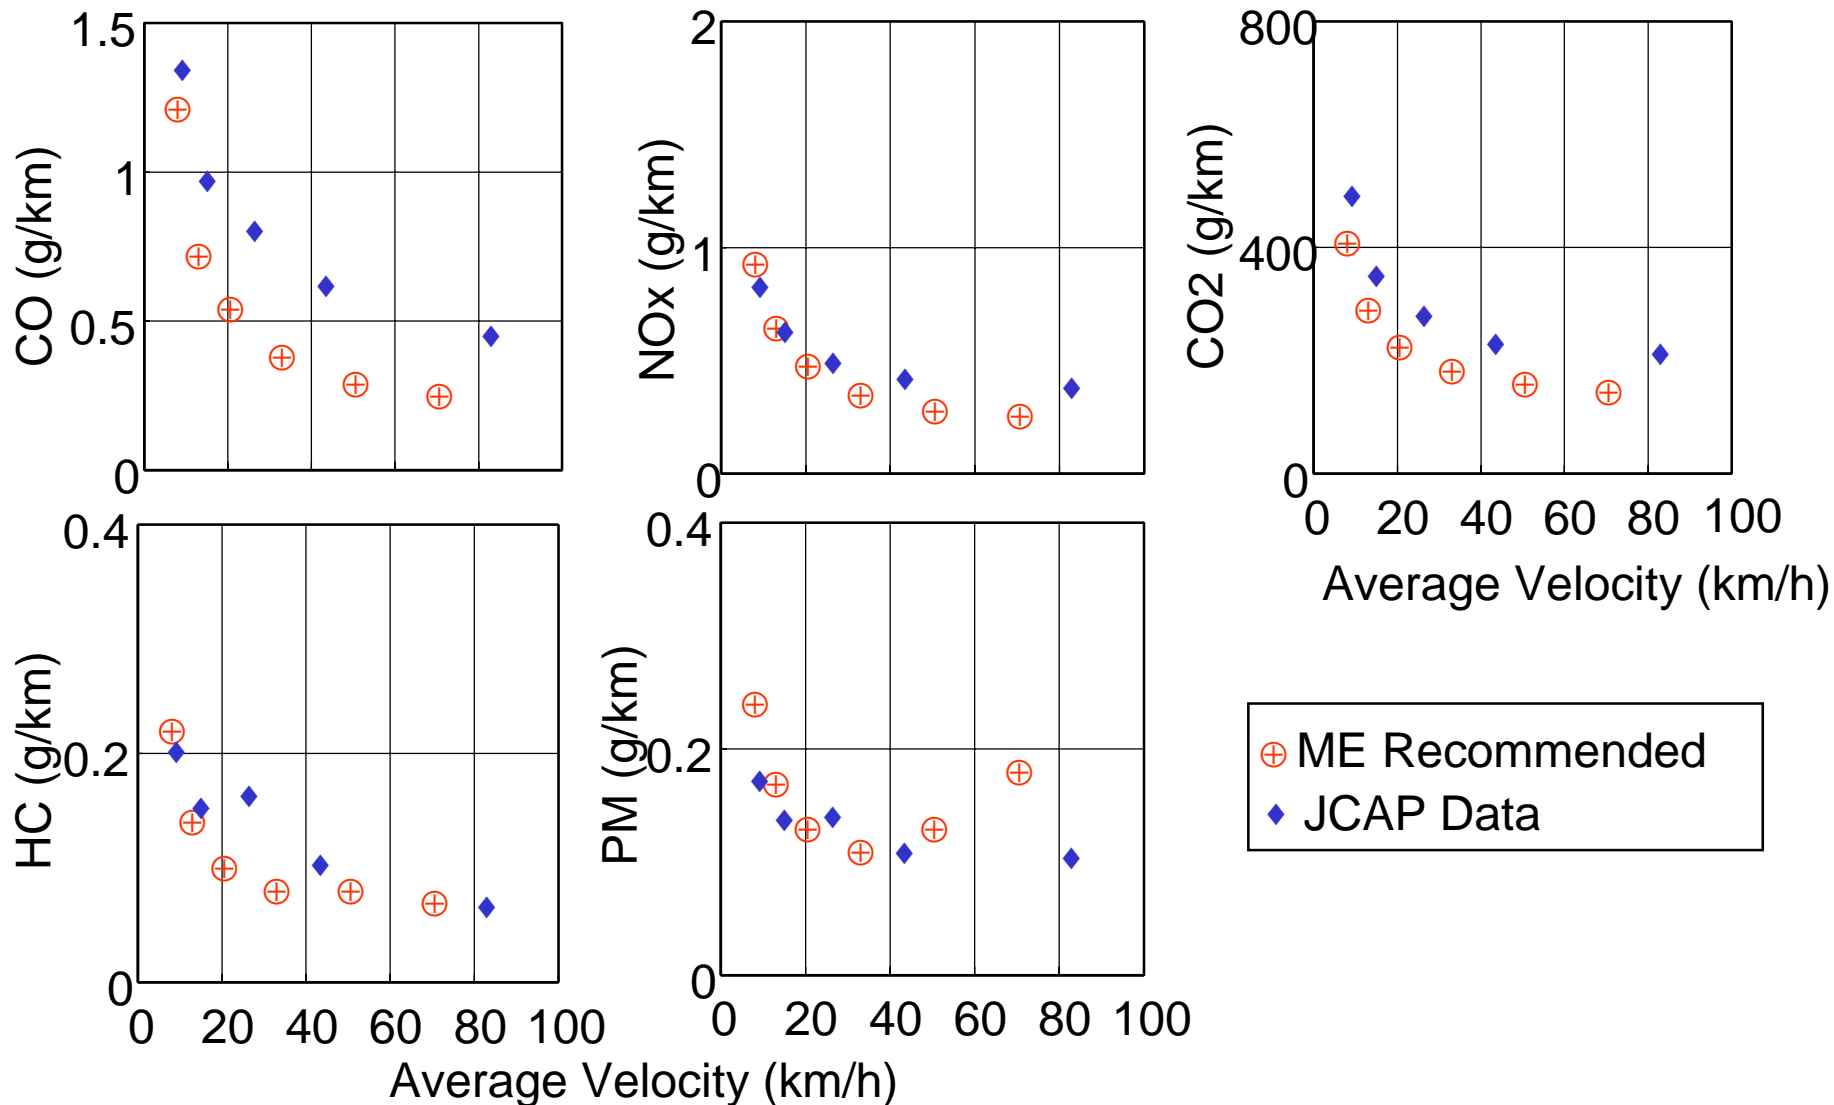 1.5
1
0.5
0
CO (g/km)
2
1
0
NOx (g/km)
800
400
0
CO2 (g/km)
0 20 40 60 80 100
Average Velocity (km/h)
0.4
0.2
0
HC (g/km)
0 20 40 60 80 100
0.4
0.2
0
PM (g/km)
0 20 40 60 80 100
Average Velocity (km/h)
ME Recommended
JCAP Data